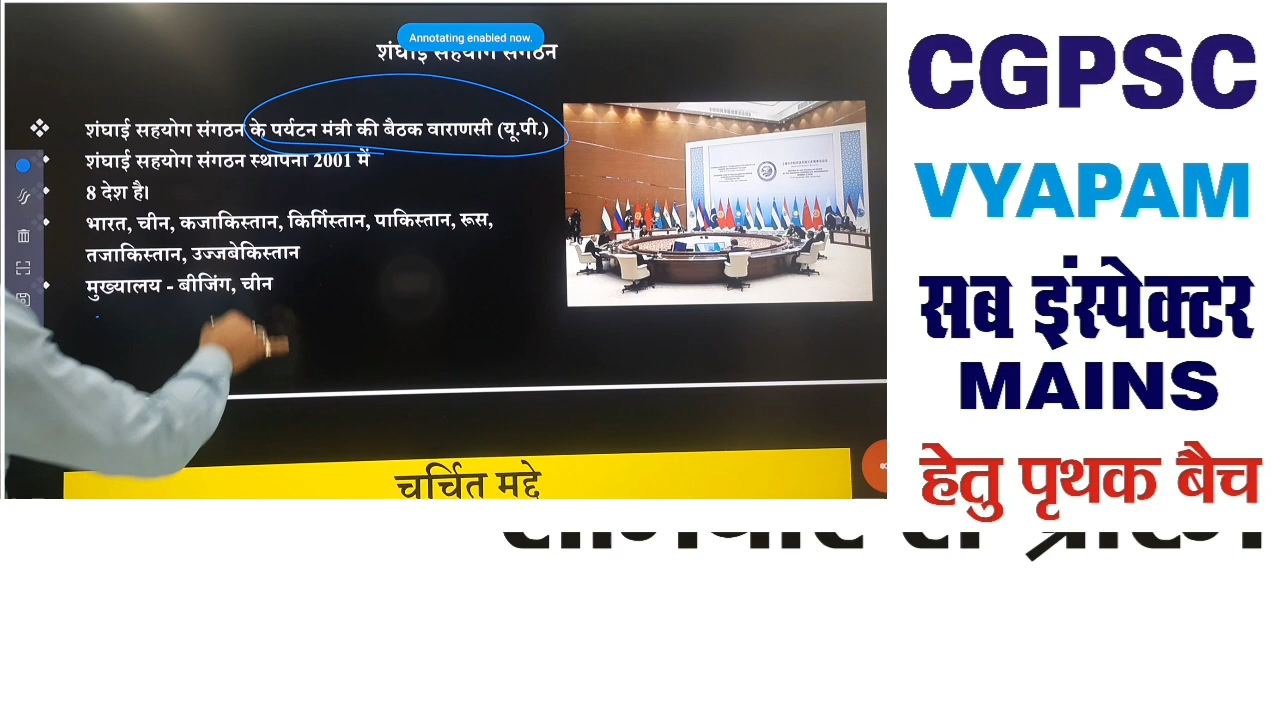 Annotating enabled now.
शंघाई सहयोग संगठन
शंघाई सहयोग संगठन के पर्यटन मंत्री की बैठक वाराणसी (यू.पी.)
शंघाई सहयोग संगठन स्थापना 2001 में
8 देश है।
भारत, चीन, कजाकिस्तान, किर्गिस्तान, पाकिस्तान, रूस,
तजाकिस्तान, उज्जबेकिस्तान
मुख्यालय - बीजिंग, चीन
चर्चित मुद्दे
CGPSC
VYAPAM
सब इंस्पेक्टर
MAINS
हेतु पृथक बैच